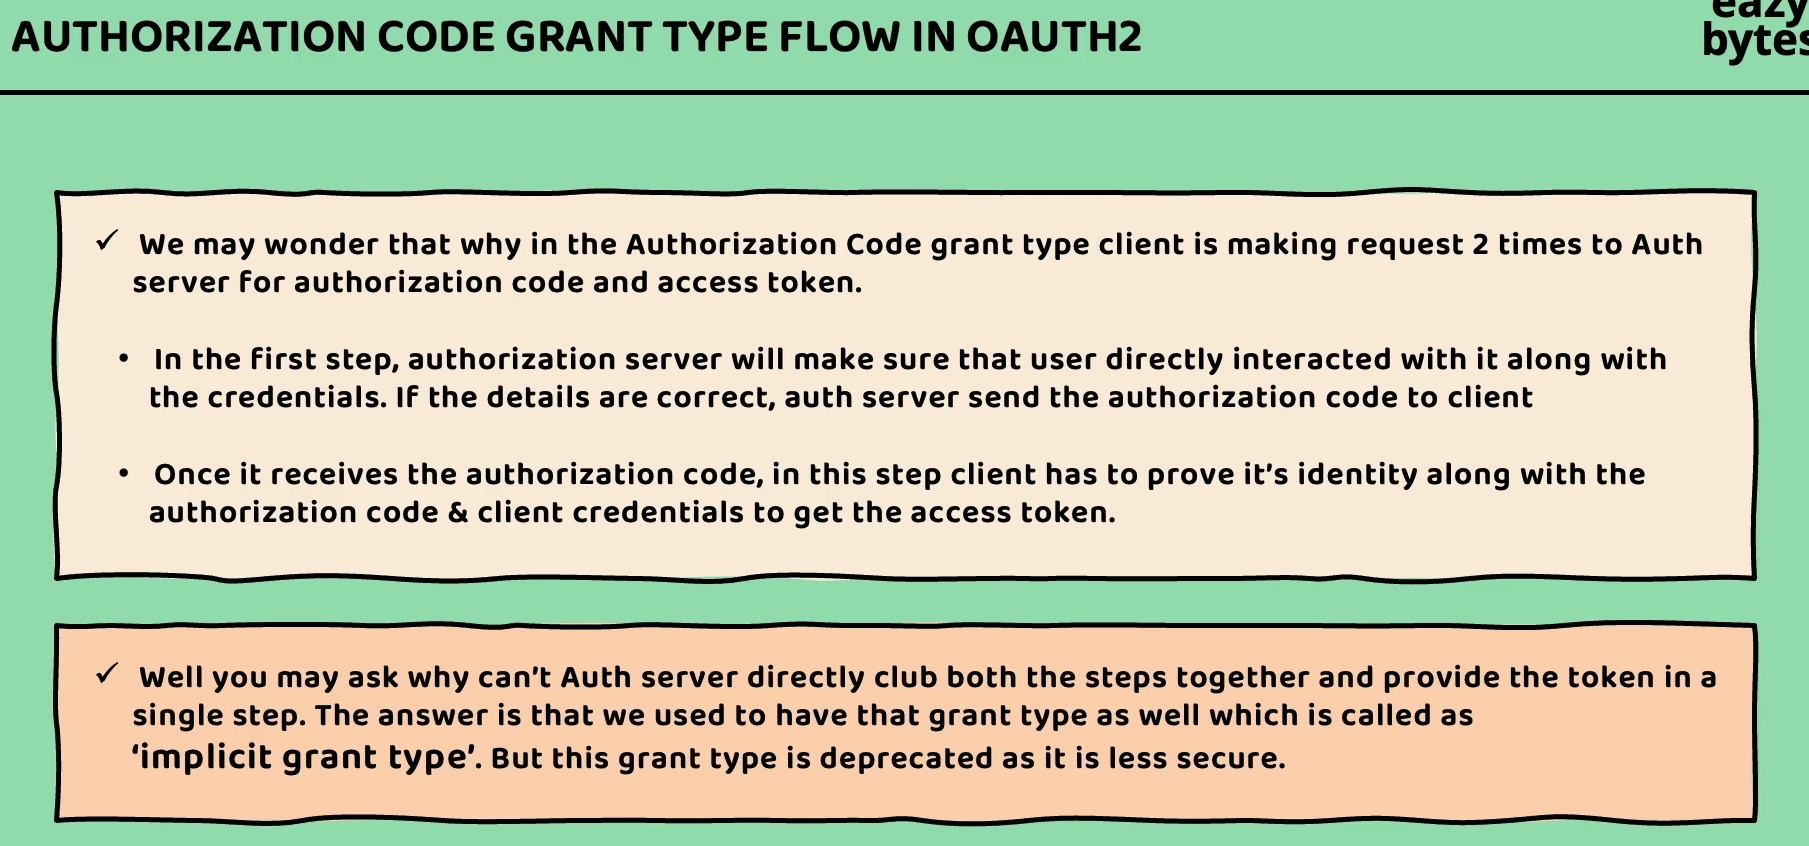 AUTHORIZATION CODE GRANT TYPE FLOW IN OAUTH2
eazy
bytes
✓ We may wonder that why in the Authorization Code grant type client is making request 2 times to Auth
server for authorization code and access token.
• In the first step, authorization server will make sure that user directly interacted with it along with
the credentials. If the details are correct, auth server send the authorization code to client
• Once it receives the authorization code, in this step client has to prove it's identity along with the
authorization code & client credentials to get the access token.
✓ Well you may ask why can't Auth server directly club both the steps together and provide the token in a
single step. The answer is that we used to have that grant type as well which is called as
‘implicit grant type’. But this grant type is deprecated as it is less secure.